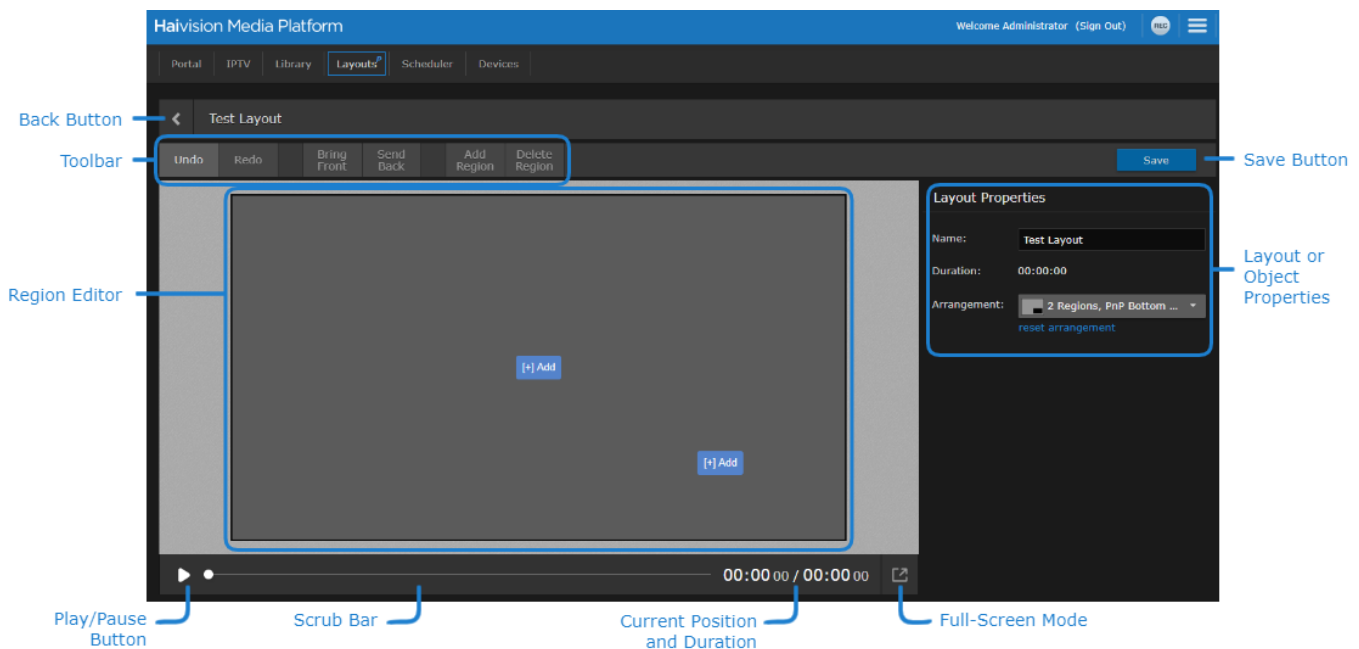 Haivision Media Platform
Welcome Administrator (Sign Out)
REC
Portal IPTV Library Layouts Scheduler Devices
Back Button
Test Layout
Toolbar
Undo Redo Bring Front Send Back Add Region Delete Region
Save
Save Button
Layout Properties
Name: Test Layout
Duration: 00:00:00
Arrangement: 2 Regions, PnP Bottom ...
reset arrangement
Layout or
Object
Properties
Region Editor
[+] Add
[+] Add
00:00 00 / 00:00 00
Play/Pause
Button
Scrub Bar
Current Position
and Duration
Full-Screen Mode